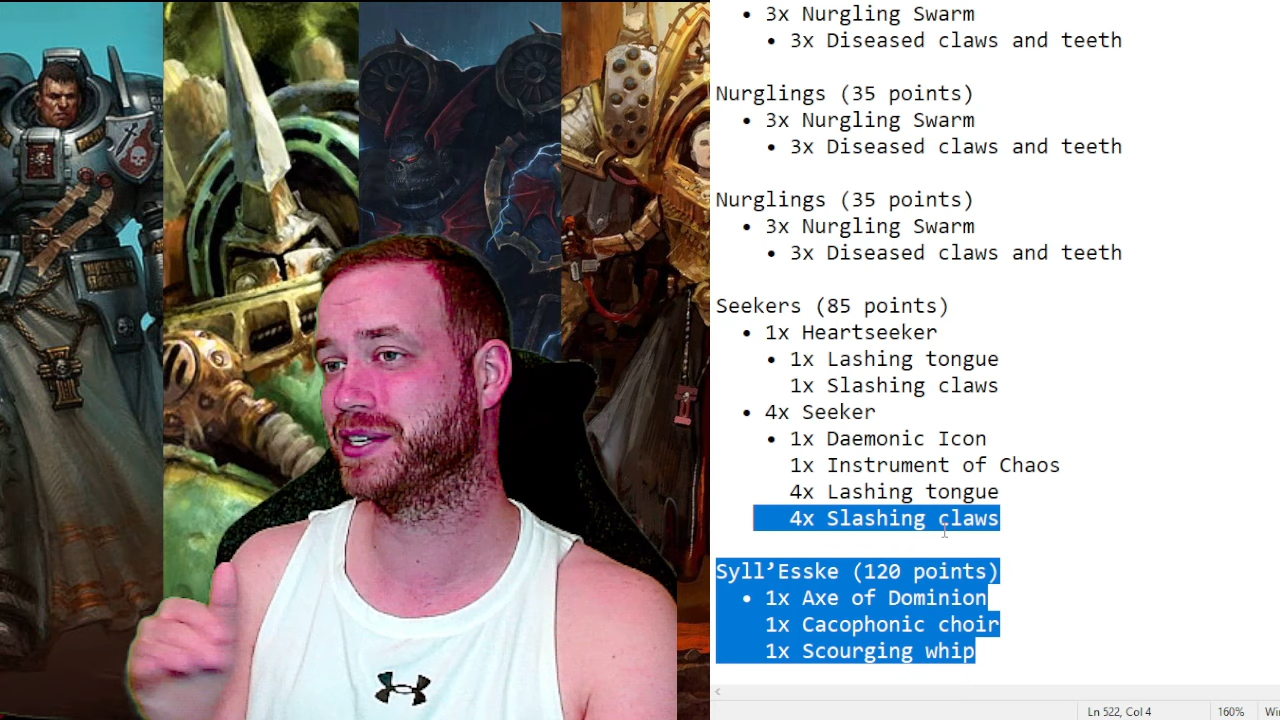 • 3x Nurgling Swarm
• 3x Diseased claws and teeth
Nurglings (35 points)
• 3x Nurgling Swarm
• 3x Diseased claws and teeth
Nurglings (35 points)
• 3x Nurgling Swarm
• 3x Diseased claws and teeth
Seekers (85 points)
• 1x Heartseeker
• 1x Lashing tongue
1x Slashing claws
• 4x Seeker
• 1x Daemonic Icon
1x Instrument of Chaos
4x Lashing tongue
4x Slashing claws
Syll’Esske (120 points)
• 1x Axe of Dominion
1x Cacophonic choir
1x Scourging whip
Ln 522, Col 4
160%
Win